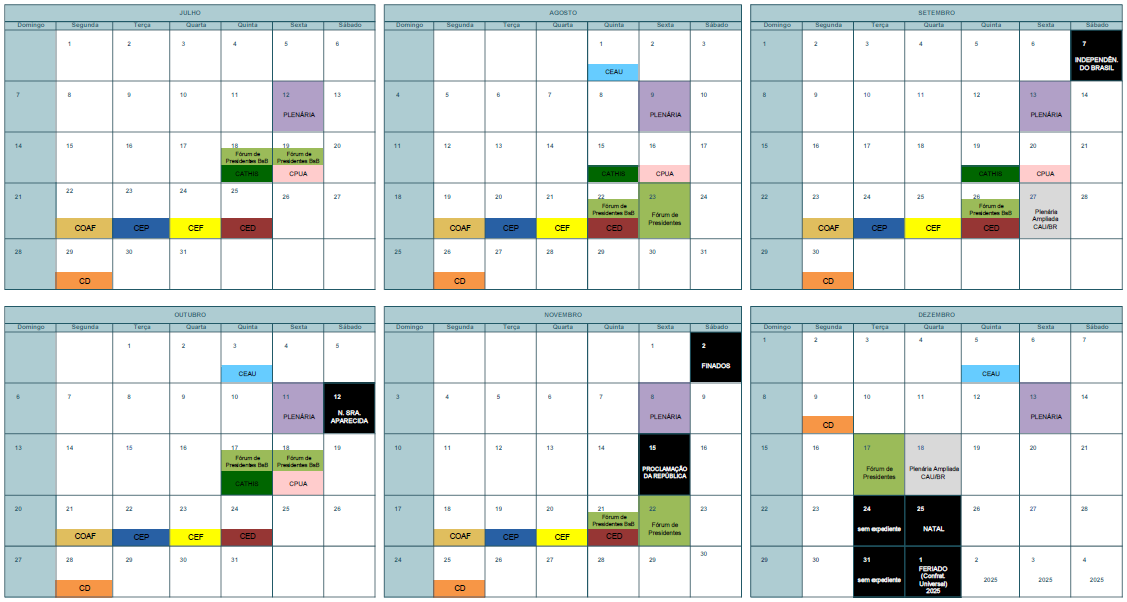 JULHO
Domingo Segunda Terça Quarta Quinta Sexta Sábado
1 2 3 4 5 6
7 8 9 10 11 12 13
PLENÁRIA
14 15 16 17 18 19 20
Fórum de Presidentes BsB Fórum de Presidentes BsB
CATHIS CPUA
21 22 23 24 25 26 27
COAF CEP CEF CED
28 29 30 31
CD
AGOSTO
Domingo Segunda Terça Quarta Quinta Sexta Sábado
1 2 3
CEAU
4 5 6 7 8 9 10
PLENÁRIA
11 12 13 14 15 16 17
CATHIS CPUA
18 19 20 21 22 23 24
Fórum de Presidentes BsB Fórum de Presidentes
COAF CEP CEF CED
25 26 27 28 29 30 31
CD
SETEMBRO
Domingo Segunda Terça Quarta Quinta Sexta Sábado
1 2 3 4 5 6 7
INDEPENDÊN. DO BRASIL
8 9 10 11 12 13 14
PLENÁRIA
15 16 17 18 19 20 21
CATHIS CPUA
22 23 24 25 26 27 28
Fórum de Presidentes BsB Plenária Ampliada CAU/BR
COAF CEP CEF CED
29 30
CD
OUTUBRO
Domingo Segunda Terça Quarta Quinta Sexta Sábado
1 2 3 4 5
CEAU
6 7 8 9 10 11 12
PLENÁRIA N. SRA. APARECIDA
13 14 15 16 17 18 19
Fórum de Presidentes BsB Fórum de Presidentes BsB
CATHIS CPUA
20 21 22 23 24 25 26
COAF CEP CEF CED
27 28 29 30 31
CD
NOVEMBRO
Domingo Segunda Terça Quarta Quinta Sexta Sábado
1 2
FINADOS
3 4 5 6 7 8 9
PLENÁRIA
10 11 12 13 14 15 16
PROCLAMAÇÃO DA REPÚBLICA
17 18 19 20 21 22 23
Fórum de Presidentes BsB Fórum de Presidentes
COAF CEP CEF CED
24 25 26 27 28 29 30
CD
DEZEMBRO
Domingo Segunda Terça Quarta Quinta Sexta Sábado
1 2 3 4 5 6 7
CEAU
8 9 10 11 12 13 14
CD PLENÁRIA
15 16 17 18 19 20 21
Fórum de Presidentes Plenária Ampliada CAU/BR
22 23 24 25 26 27 28
sem expediente NATAL
29 30 31 1 2 3 4
sem expediente FERIADO (Confrat. Universal) 2025 2025 2025 2025